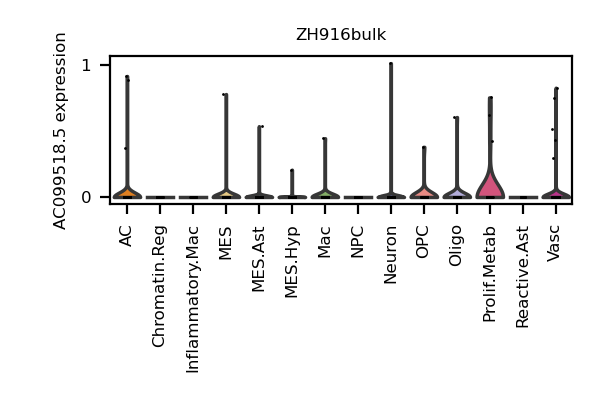 ZH916bulk
AC099518.5 expression
1
0
AC
Chromatin.Reg
Inflammatory.Mac
MES
MES.Ast
MES.Hyp
Mac
NPC
Neuron
OPC
Oligo
Prolif.Metab
Reactive.Ast
Vasc